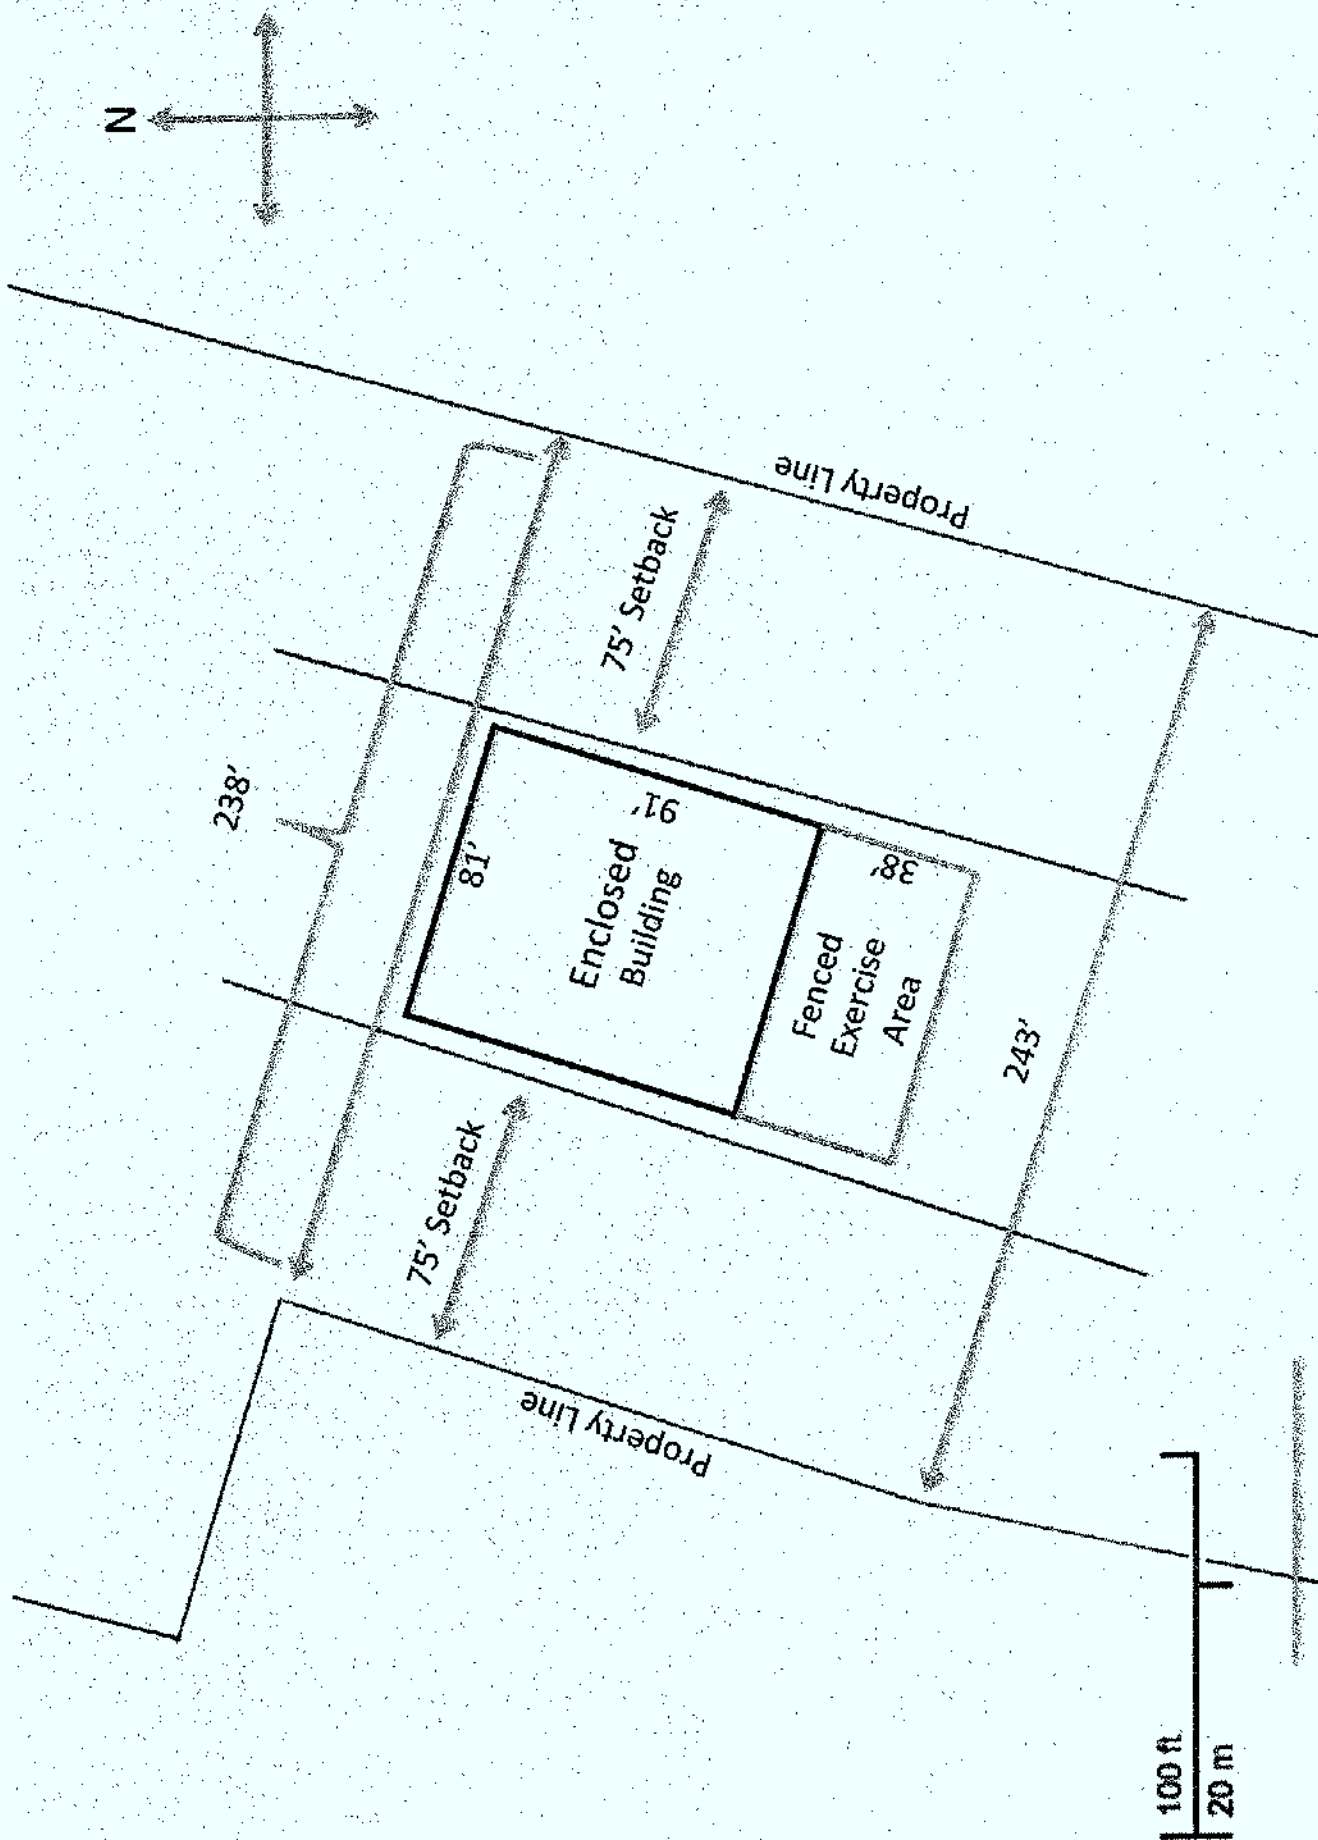 N
238'
75' Setback
Property Line
81'
91'
Enclosed
Building
38'
Fenced
Exercise
Area
75' Setback
Property Line
243'
100 ft
20 m